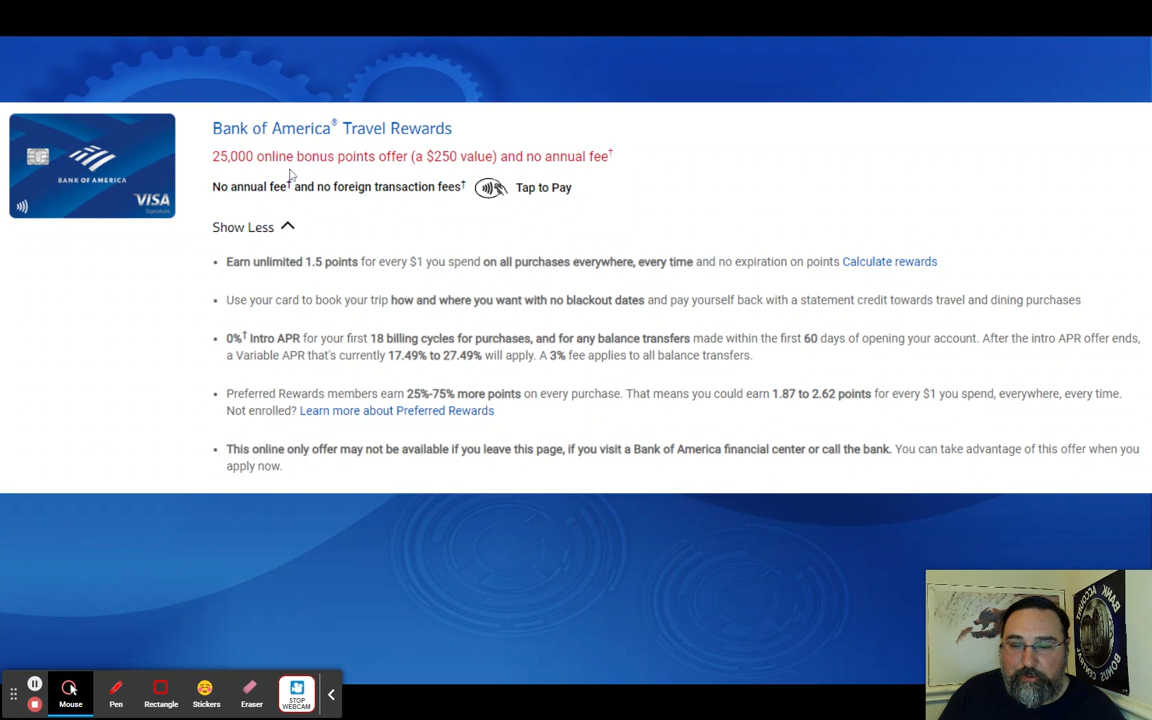 Bank of America® Travel Rewards
25,000 online bonus points offer (a $250 value) and no annual fee†
No annual fee† and no foreign transaction fees† Tap to Pay
Show Less
• Earn unlimited 1.5 points for every $1 you spend on all purchases everywhere, every time and no expiration on points Calculate rewards
• Use your card to book your trip how and where you want with no blackout dates and pay yourself back with a statement credit towards travel and dining purchases
• 0%† Intro APR for your first 18 billing cycles for purchases, and for any balance transfers made within the first 60 days of opening your account. After the intro APR offer ends,
a Variable APR that's currently 17.49% to 27.49% will apply. A 3% fee applies to all balance transfers.
• Preferred Rewards members earn 25%-75% more points on every purchase. That means you could earn 1.87 to 2.62 points for every $1 you spend, everywhere, every time.
Not enrolled? Learn more about Preferred Rewards
• This online only offer may not be available if you leave this page, if you visit a Bank of America financial center or call the bank. You can take advantage of this offer when you
apply now.
BANK OF AMERICA
VISA
Signature
BANK ACCOUNT
BONUS CENTRAL
Mouse
Pen
Rectangle
Stickers
Eraser
STOP
WEBCAM